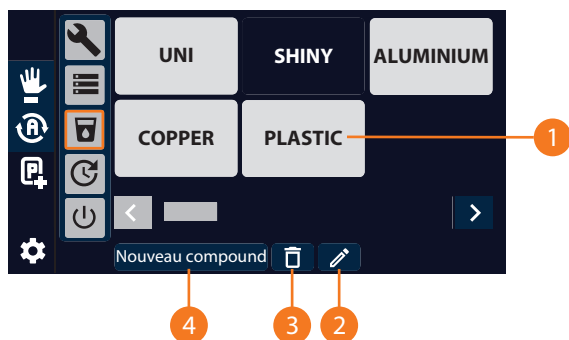 UNI
SHINY
ALUMINIUM
COPPER
PLASTIC
1
A
P
Nouveau compound
4
3
2